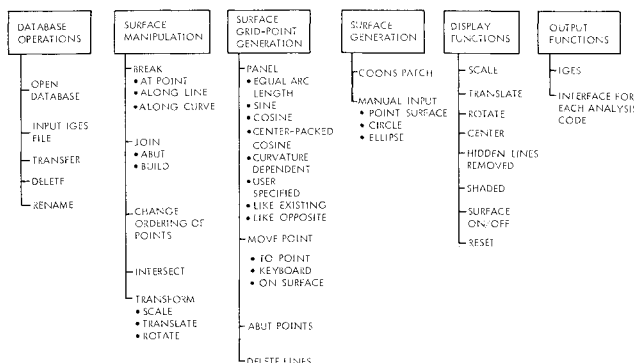 DATABASE
OPERATIONS
OPEN
DATABASE
INPUT IGES
FILE
TRANSFER
DELETE
RENAME
SURFACE
MANIPULATION
BREAK
• AT POINT
• ALONG LINE
• ALONG CURVE
JOIN
• ABUT
• BUILD
CHANGE
ORDERING OF
POINTS
INTERSECT
TRANSFORM
• SCALE
• TRANSLATE
• ROTATE
SURFACE
GRID-POINT
GENERATION
PANEL
• EQUAL ARC
LENGTH
• SINE
• COSINE
• CENTER-PACKED
COSINE
• CURVATURE
DEPENDENT
• USER
SPECIFIED
• LIKE EXISTING
• LIKE OPPOSITE
MOVE POINT
• TO POINT
• KEYBOARD
• ON SURFACE
ABUT POINTS
DELETE LINES
SURFACE
GENERATION
COONS PATCH
MANUAL INPUT
• POINT SURFACE
• CIRCLE
• ELLIPSE
DISPLAY
FUNCTIONS
SCALE
TRANSLATE
ROTATE
CENTER
HIDDEN LINES
REMOVED
SHADED
SURFACE
ON/OFF
RESET
OUTPUT
FUNCTIONS
IGES
INTERFACE FOR
EACH ANALYSIS
CODE